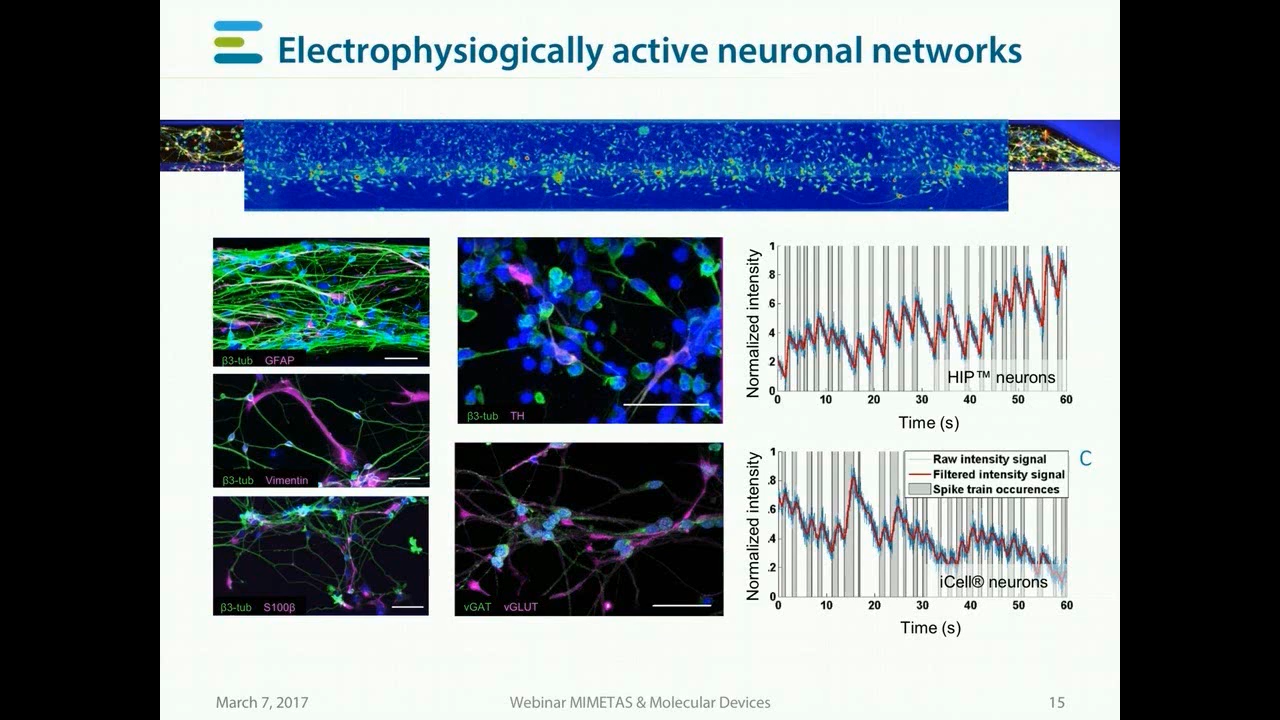 Electrophysiogically active neuronal networks
β3-tub GFAP
β3-tub Vimentin
β3-tub S100β
β3-tub TH
vGAT vGLUT
Normalized intensity
1
8
6
4
2
0
HIP™ neurons
0 10 20 30 40 50 60
Time (s)
C
Normalized intensity
1
.8
.6
.4
.2
0
Raw intensity signal
Filtered intensity signal
Spike train occurences
iCell® neurons
0 10 20 30 40 50 60
Time (s)
March 7, 2017
Webinar MIMETAS & Molecular Devices
15